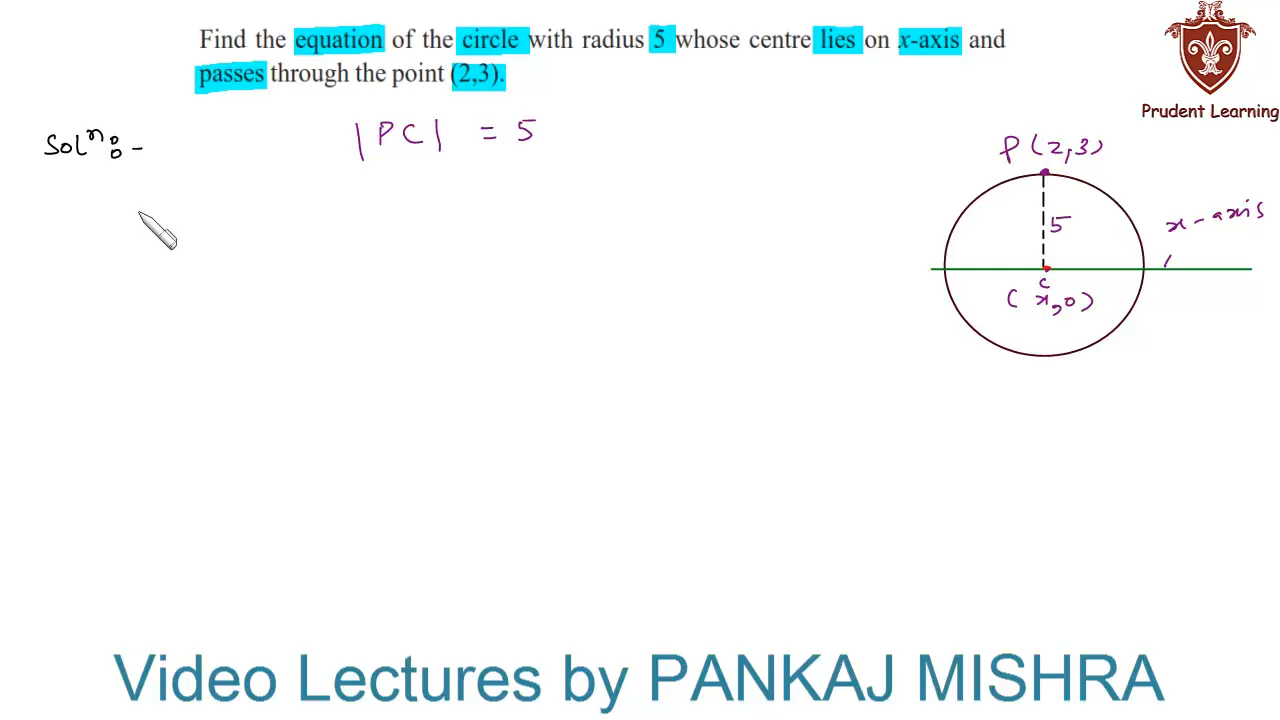 Find the equation of the circle with radius 5 whose centre lies on x-axis and
passes through the point (2,3).
Prudent Learning
Solⁿ:-
|PC| = 5
P(2,3)
5
x-axis
C
(x,0)
Video Lectures by PANKAJ MISHRA